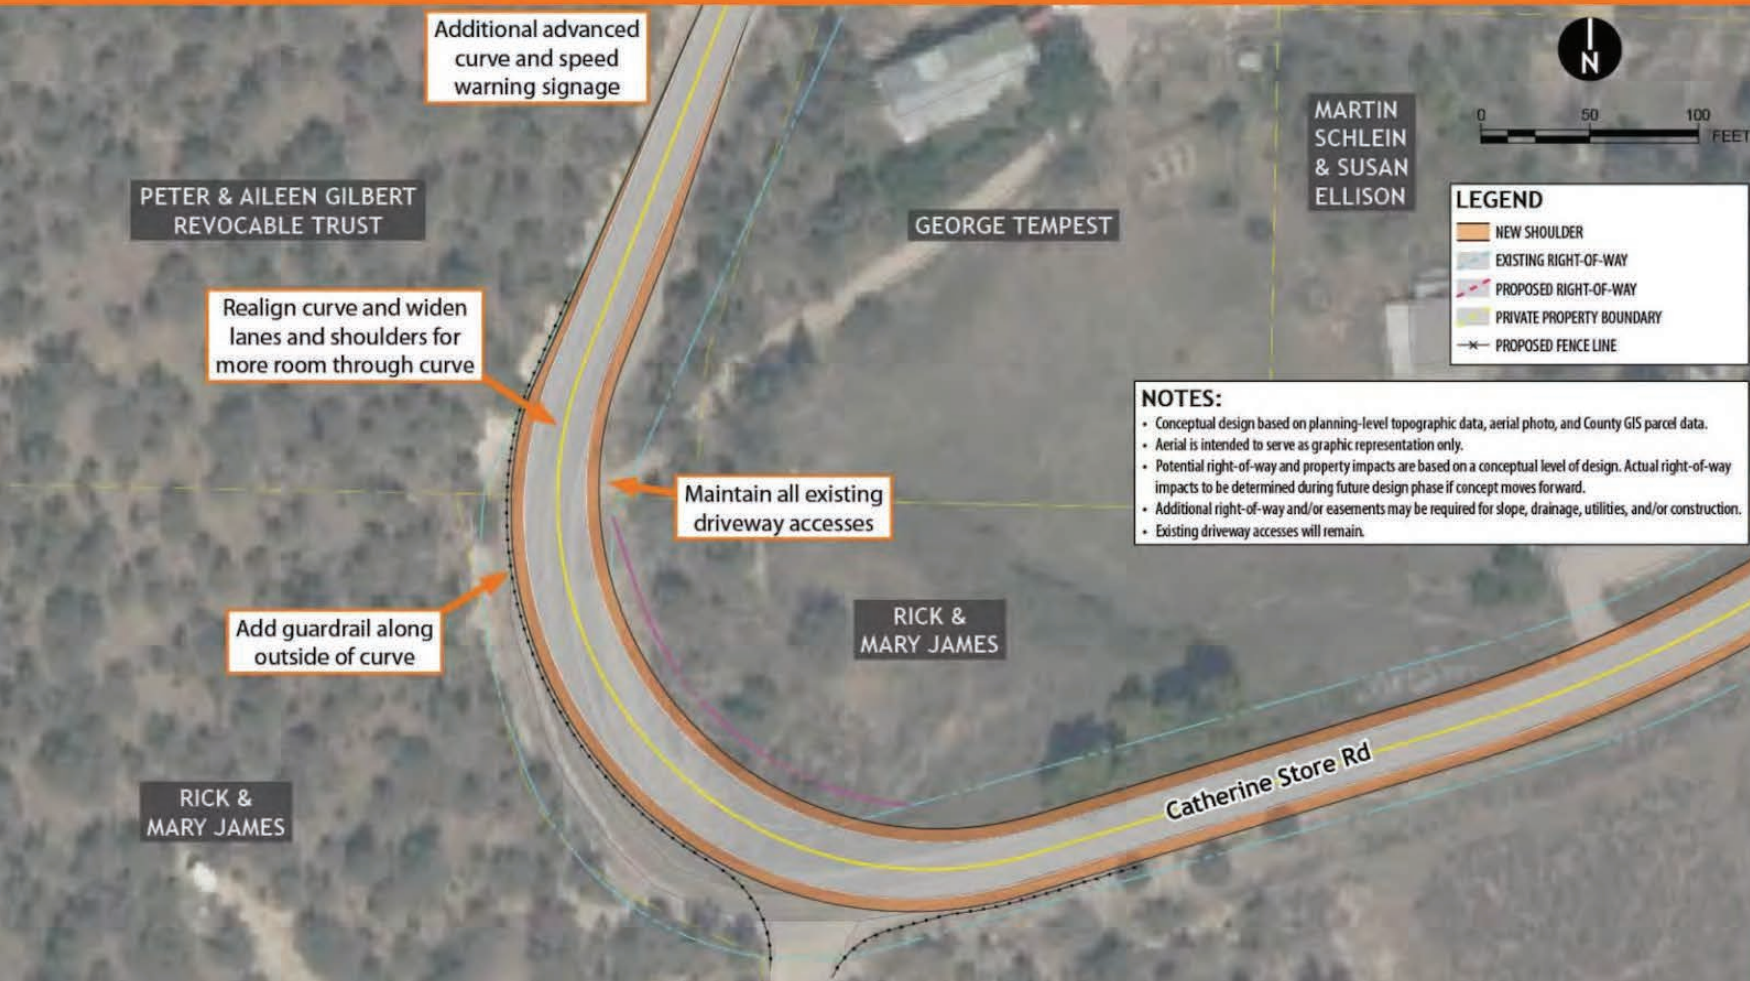 Additional advanced
curve and speed
warning signage
N
0 50 100
FEET
MARTIN
SCHLEIN
& SUSAN
ELLISON
PETER & AILEEN GILBERT
REVOCABLE TRUST
GEORGE TEMPEST
LEGEND
NEW SHOULDER
EXISTING RIGHT-OF-WAY
PROPOSED RIGHT-OF-WAY
PRIVATE PROPERTY BOUNDARY
PROPOSED FENCE LINE
Realign curve and widen
lanes and shoulders for
more room through curve
NOTES:
• Conceptual design based on planning-level topographic data, aerial photo, and County GIS parcel data.
• Aerial is intended to serve as graphic representation only.
• Potential right-of-way and property impacts are based on a conceptual level of design. Actual right-of-way
impacts to be determined during future design phase if concept moves forward.
• Additional right-of-way and/or easements may be required for slope, drainage, utilities, and/or construction.
• Existing driveway accesses will remain.
Maintain all existing
driveway accesses
Add guardrail along
outside of curve
RICK &
MARY JAMES
Catherine Store Rd
RICK &
MARY JAMES